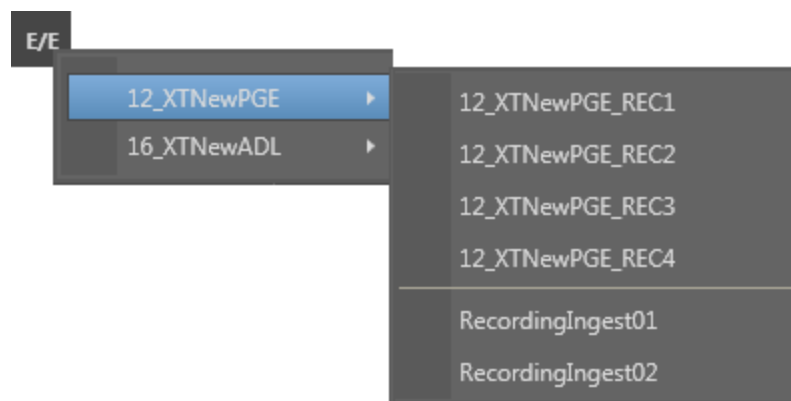 E/E
12_XTNewPGE
16_XTNewADL
12_XTNewPGE_REC1
12_XTNewPGE_REC2
12_XTNewPGE_REC3
12_XTNewPGE_REC4
RecordingIngest01
RecordingIngest02